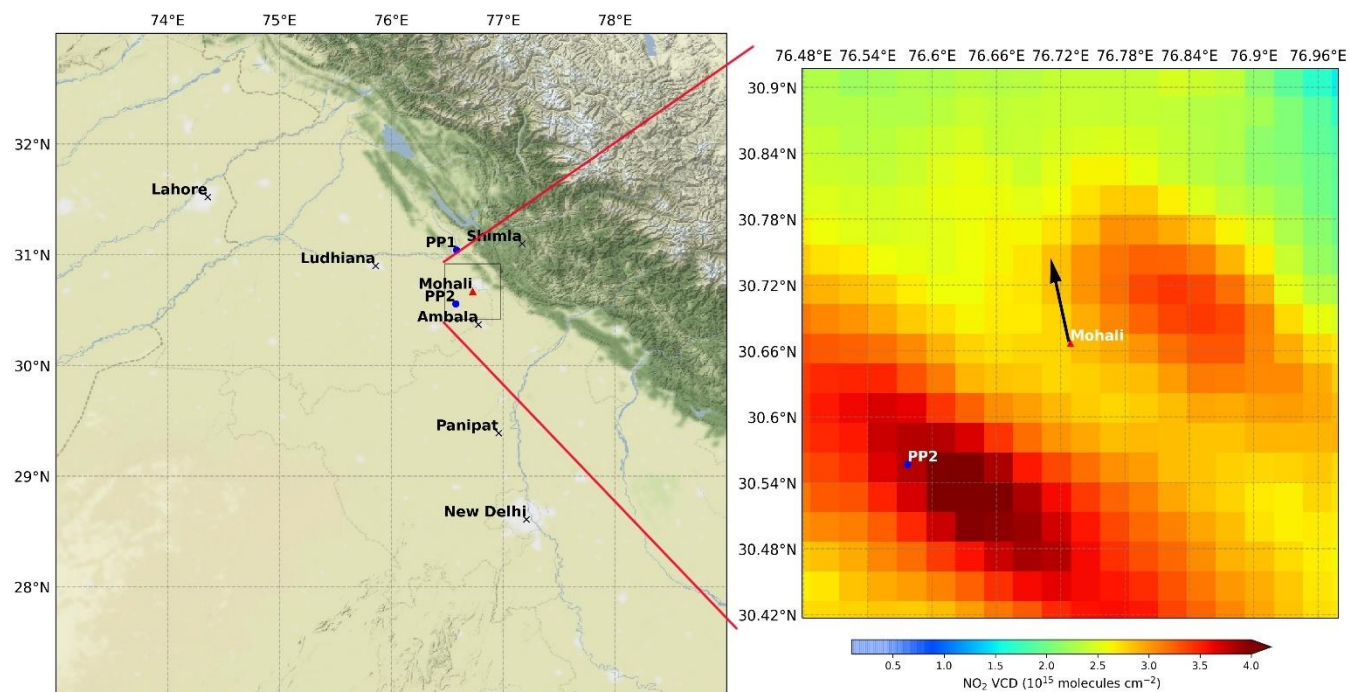 74°E 75°E 76°E 77°E 78°E
32°N
31°N
30°N
29°N
28°N
Lahore
Ludhiana
PP1
Shimla
Mohali
PP2
Ambala
Panipat
New Delhi
76.48°E 76.54°E 76.6°E 76.66°E 76.72°E 76.78°E 76.84°E 76.9°E 76.96°E
30.9°N
30.84°N
30.78°N
30.72°N
30.66°N
30.6°N
30.54°N
30.48°N
30.42°N
Mohali
PP2
0.5 1.0 1.5 2.0 2.5 3.0 3.5 4.0
NO₂ VCD (10¹⁵ molecules cm⁻²)